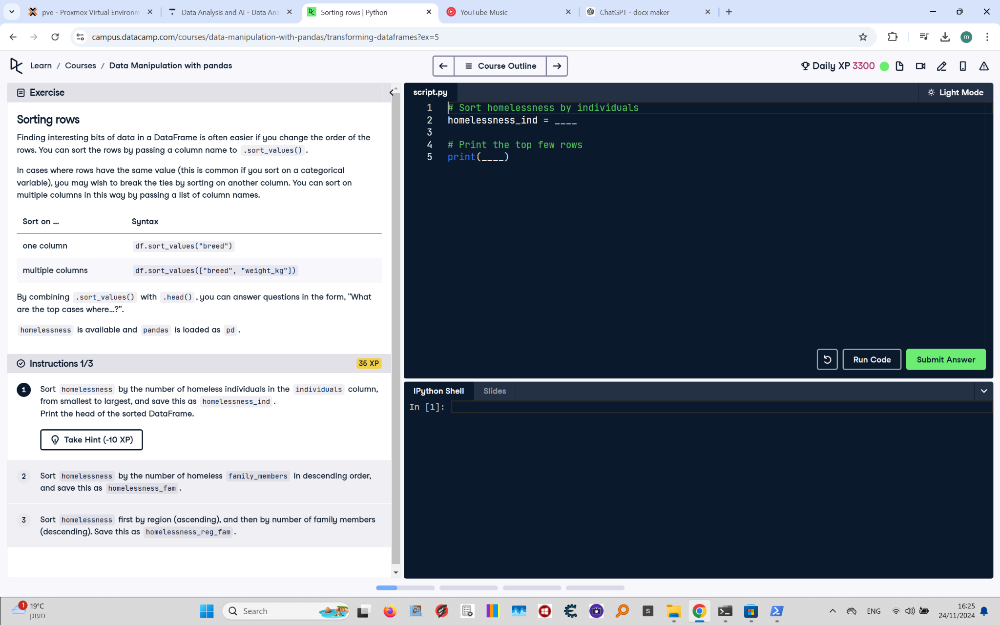 pve - Proxmox Virtual Environm
Data Analysis and AI - Data Ana
Sorting rows | Python
YouTube Music
ChatGPT - docx maker
campus.datacamp.com/courses/data-manipulation-with-pandas/transforming-dataframes?ex=5
m
Learn / Courses / Data Manipulation with pandas
Course Outline
Daily XP 3300
Exercise
Sorting rows
Finding interesting bits of data in a DataFrame is often easier if you change the order of the
rows. You can sort the rows by passing a column name to .sort_values() .
In cases where rows have the same value (this is common if you sort on a categorical
variable), you may wish to break the ties by sorting on another column. You can sort on
multiple columns in this way by passing a list of column names.
Sort on … Syntax
one column df.sort_values("breed")
multiple columns df.sort_values(["breed", "weight_kg"])
By combining .sort_values() with .head() , you can answer questions in the form, "What
are the top cases where…?".
homelessness is available and pandas is loaded as pd .
Instructions 1/3
35 XP
1 Sort homelessness by the number of homeless individuals in the individuals column,
from smallest to largest, and save this as homelessness_ind .
Print the head of the sorted DataFrame.
Take Hint (-10 XP)
2 Sort homelessness by the number of homeless family_members in descending order,
and save this as homelessness_fam .
3 Sort homelessness first by region (ascending), and then by number of family members
(descending). Save this as homelessness_reg_fam .
script.py
Light Mode
1 # Sort homelessness by individuals
2 homelessness_ind = ____
3
4 # Print the top few rows
5 print(____)
Run Code
Submit Answer
IPython Shell
Slides
In [1]:
1
19°C
מעונן
Search
S
ENG
16:25
24/11/2024